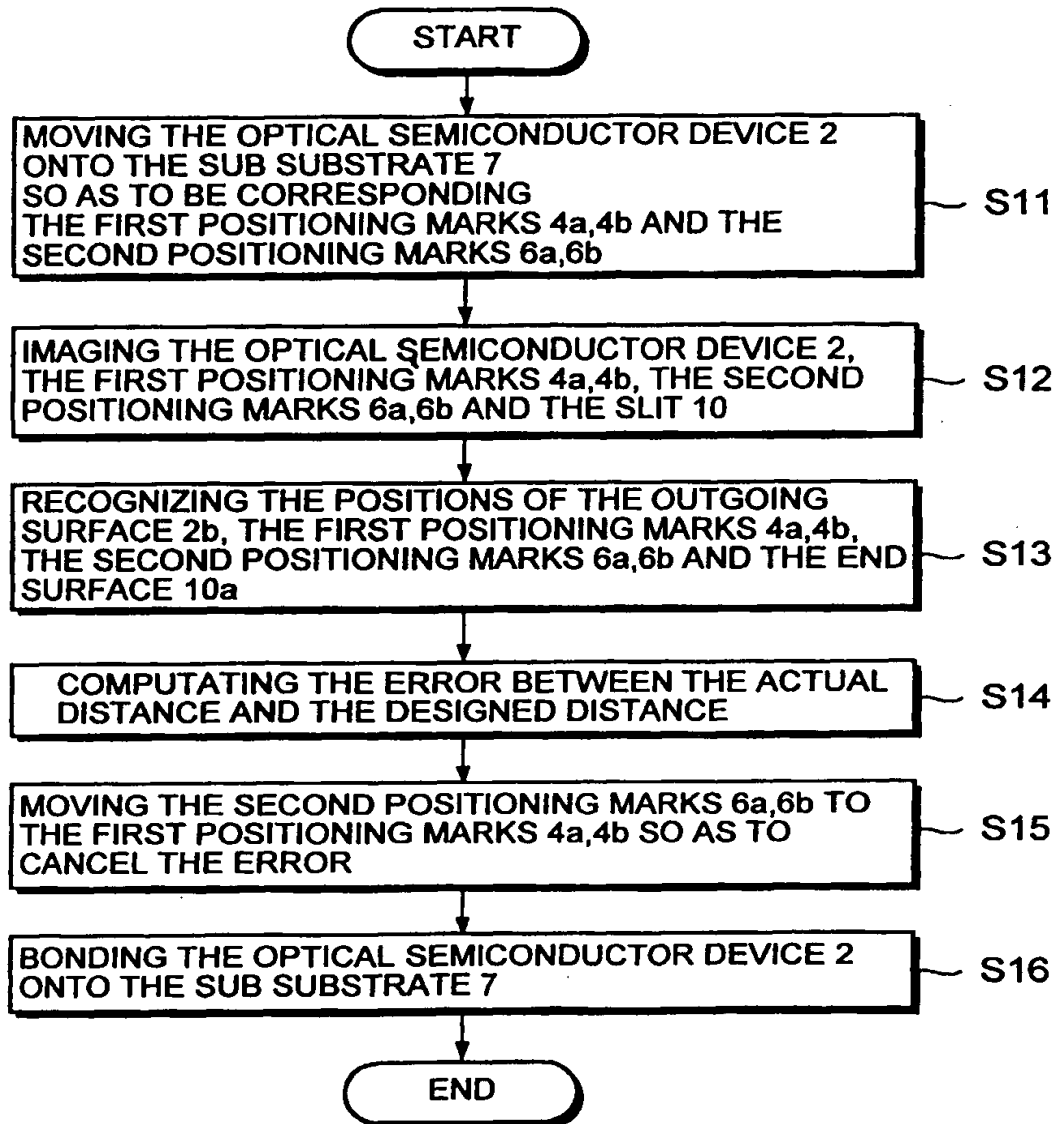 START
MOVING THE OPTICAL SEMICONDUCTOR DEVICE 2
ONTO THE SUB SUBSTRATE 7
SO AS TO BE CORRESPONDING
THE FIRST POSITIONING MARKS 4a,4b AND THE
SECOND POSITIONING MARKS 6a,6b
S11
IMAGING THE OPTICAL SEMICONDUCTOR DEVICE 2,
THE FIRST POSITIONING MARKS 4a,4b, THE SECOND
POSITIONING MARKS 6a,6b AND THE SLIT 10
S12
RECOGNIZING THE POSITIONS OF THE OUTGOING
SURFACE 2b, THE FIRST POSITIONING MARKS 4a,4b,
THE SECOND POSITIONING MARKS 6a,6b AND THE END
SURFACE 10a
S13
COMPUTATING THE ERROR BETWEEN THE ACTUAL
DISTANCE AND THE DESIGNED DISTANCE
S14
MOVING THE SECOND POSITIONING MARKS 6a,6b TO
THE FIRST POSITIONING MARKS 4a,4b SO AS TO
CANCEL THE ERROR
S15
BONDING THE OPTICAL SEMICONDUCTOR DEVICE 2
ONTO THE SUB SUBSTRATE 7
S16
END